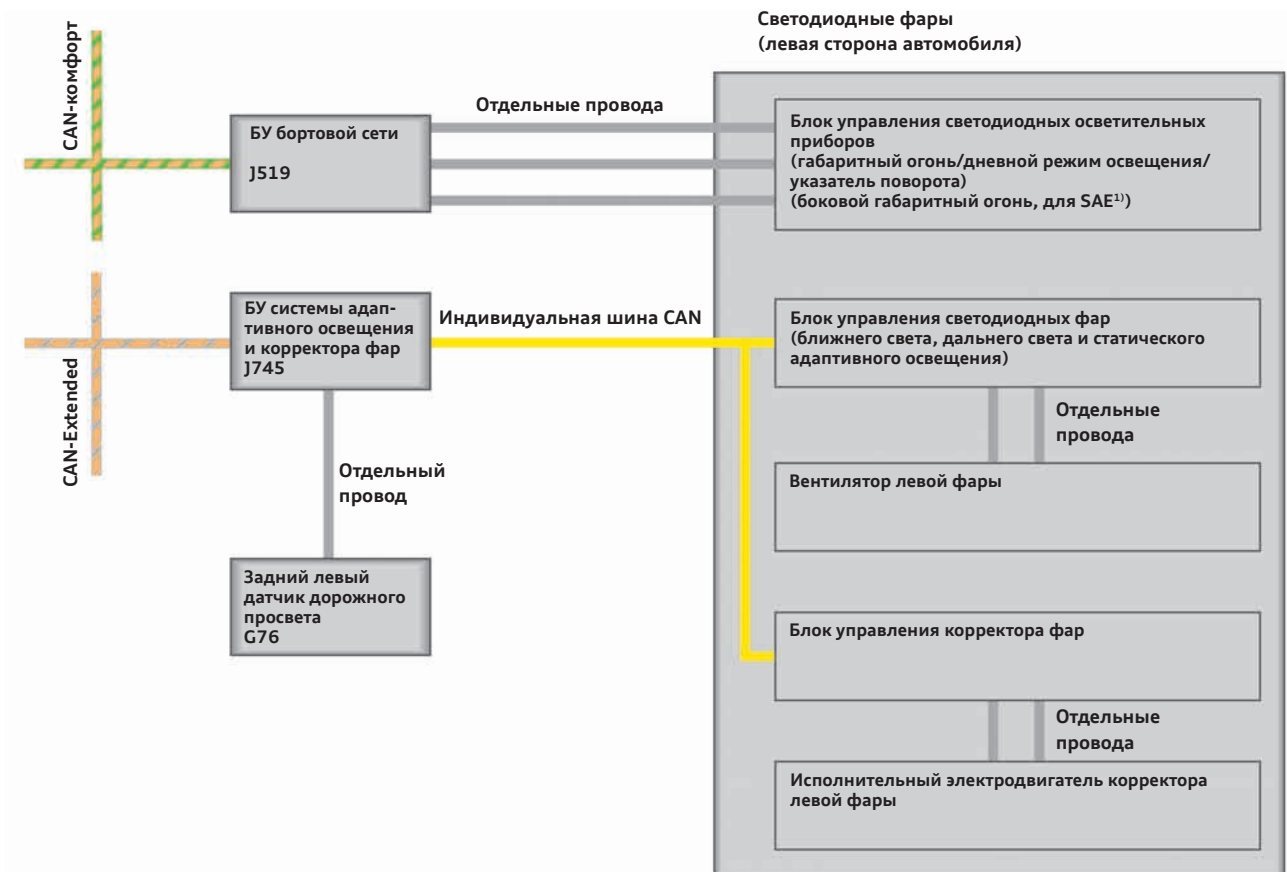 Светодиодные фары
(левая сторона автомобиля)
CAN-комфорт
Отдельные провода
БУ бортовой сети
J519
Блок управления светодиодных осветительных
приборов
(габаритный огонь/дневной режим освещения/
указатель поворота)
(боковой габаритный огонь, для SAE¹⁾)
CAN-Extended
БУ системы адап-
тивного освещения
и корректора фар
J745
Индивидуальная шина CAN
Блок управления светодиодных фар
(ближнего света, дальнего света и статического
адаптивного освещения)
Отдельные
провода
Отдельный
провод
Вентилятор левой фары
Задний левый
датчик дорожного
просвета
G76
Блок управления корректора фар
Отдельные
провода
Исполнительный электродвигатель корректора
левой фары